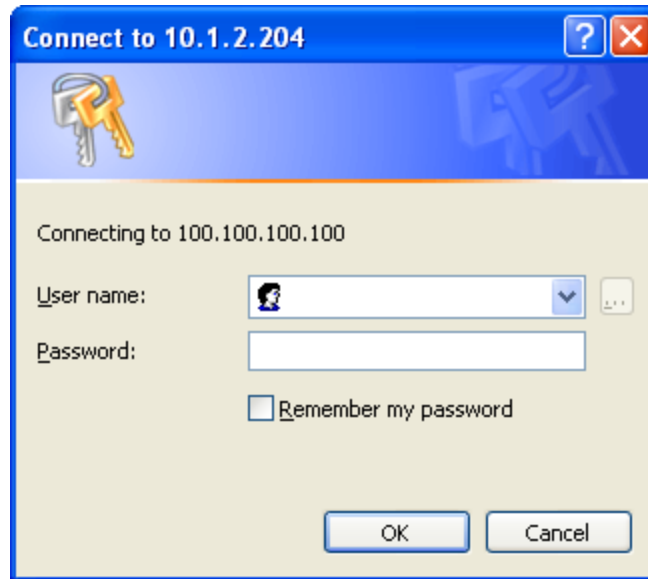 Connect to 10.1.2.204
Connecting to 100.100.100.100
User name:
...
Password:
Remember my password
OK Cancel